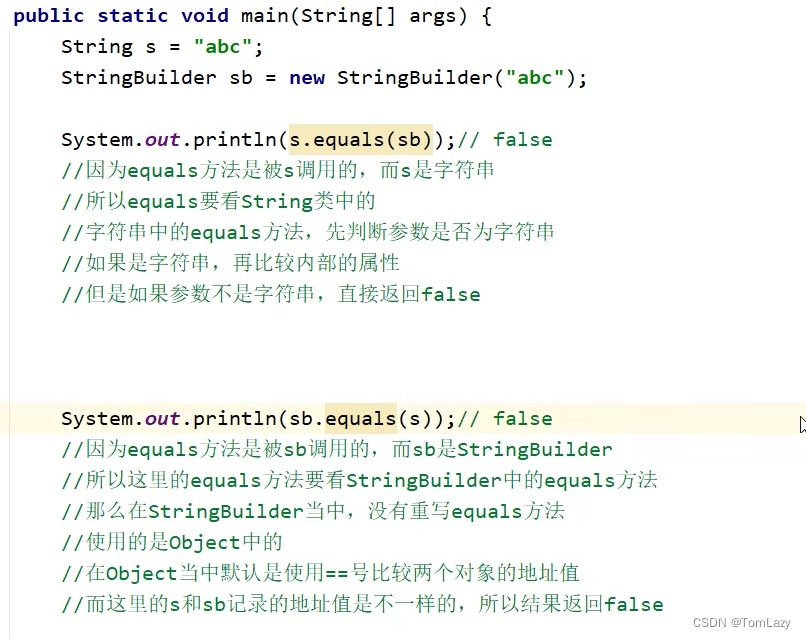 public static void main(String[] args) {
String s = "abc";
StringBuilder sb = new StringBuilder("abc");
System.out.println(s.equals(sb));// false
//因为equals方法是被s调用的，而s是字符串
//所以equals要看String类中的
//字符串中的equals方法，先判断参数是否为字符串
//如果是字符串，再比较内部的属性
//但是如果参数不是字符串，直接返回false
System.out.println(sb.equals(s));// false
//因为equals方法是被sb调用的，而sb是StringBuilder
//所以这里的equals方法要看StringBuilder中的equals方法
//那么在StringBuilder当中，没有重写equals方法
//使用的是Object中的
//在Object当中默认是使用==号比较两个对象的地址值
//而这里的s和sb记录的地址值是不一样的，所以结果返回false
CSDN @TomLazy